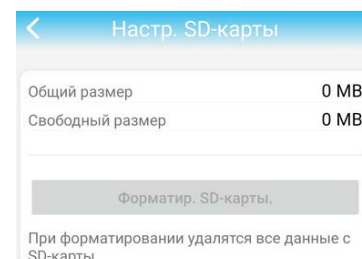 Настр. SD-карты
Общий размер 0 MB
Свободный размер 0 MB
Форматир. SD-карты.
При форматировании удалятся все данные с
SD-карты